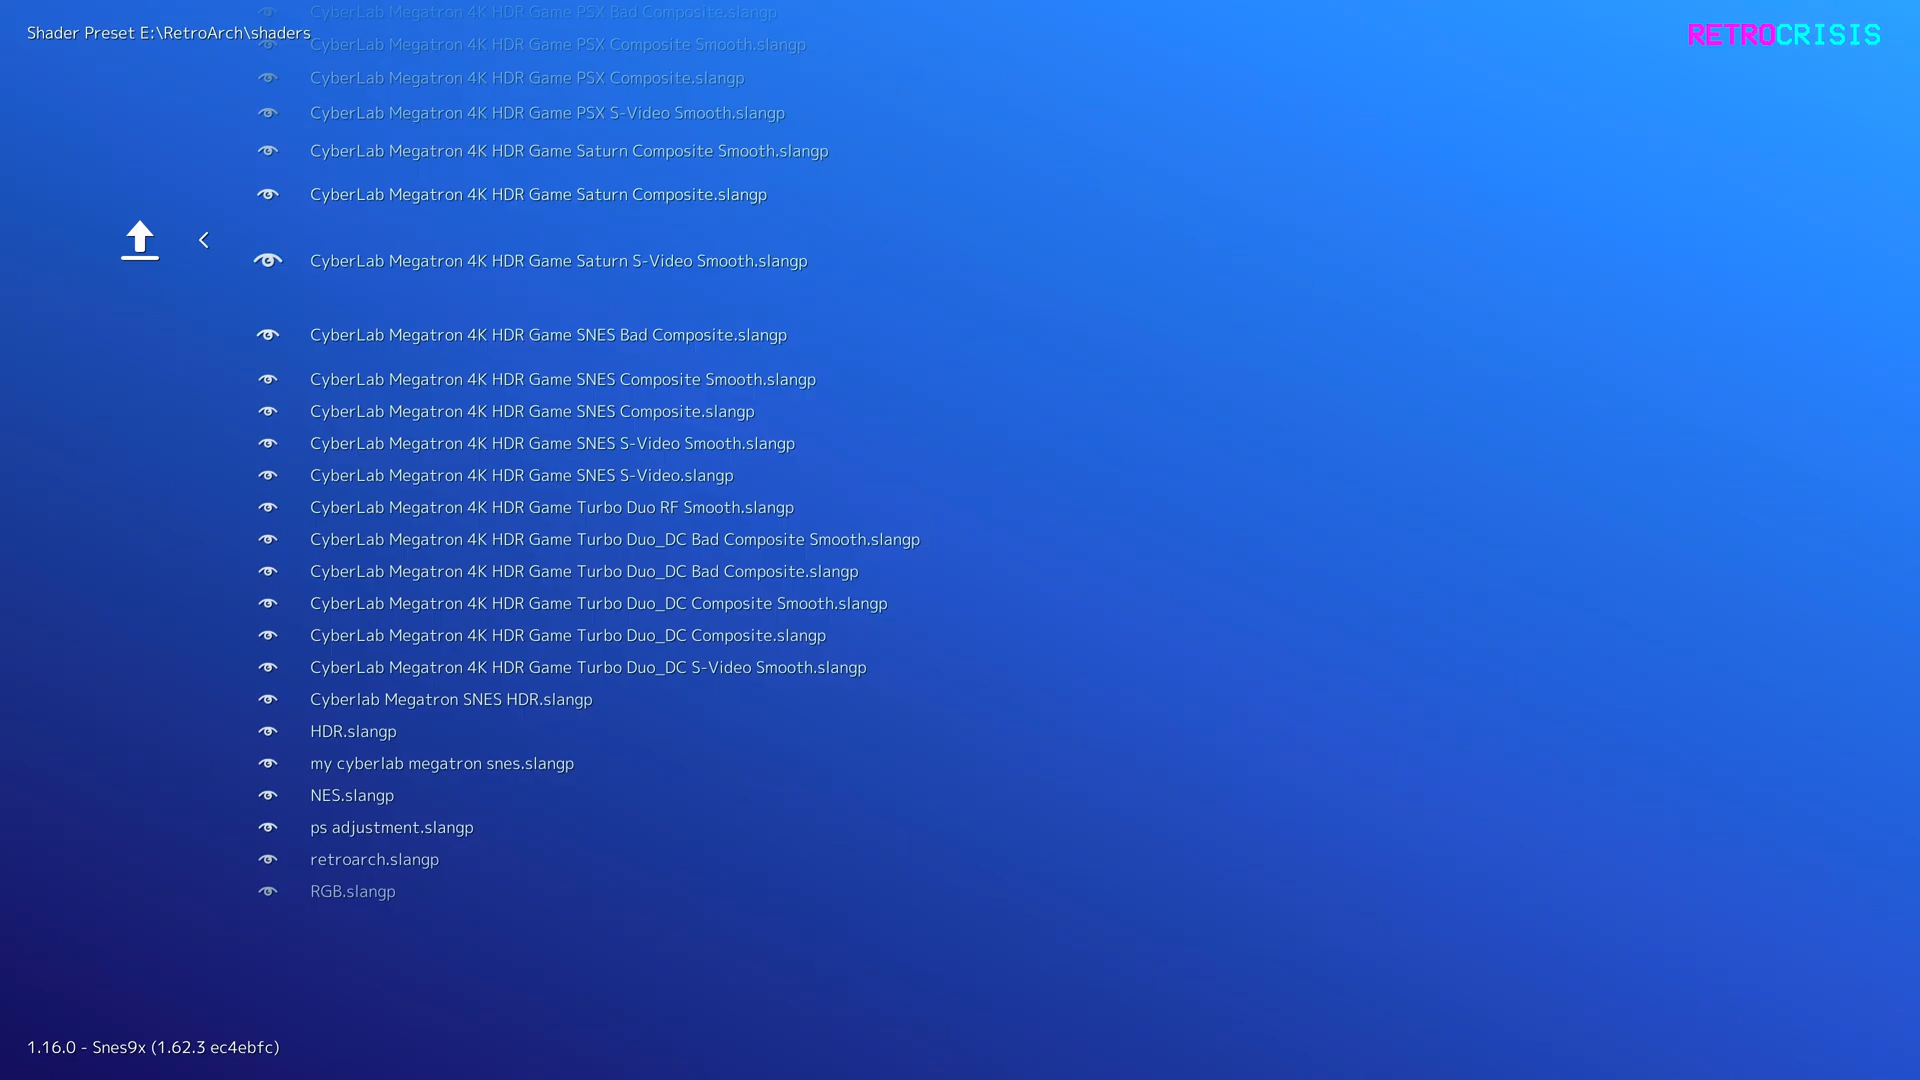 CyberLab Megatron 4K HDR Game PSX Bad Composite.slangp
Shader Preset E:\RetroArch\shaders
RETROCRISIS
CyberLab Megatron 4K HDR Game PSX Composite Smooth.slangp
CyberLab Megatron 4K HDR Game PSX Composite.slangp
CyberLab Megatron 4K HDR Game PSX S-Video Smooth.slangp
CyberLab Megatron 4K HDR Game Saturn Composite Smooth.slangp
CyberLab Megatron 4K HDR Game Saturn Composite.slangp
CyberLab Megatron 4K HDR Game Saturn S-Video Smooth.slangp
CyberLab Megatron 4K HDR Game SNES Bad Composite.slangp
CyberLab Megatron 4K HDR Game SNES Composite Smooth.slangp
CyberLab Megatron 4K HDR Game SNES Composite.slangp
CyberLab Megatron 4K HDR Game SNES S-Video Smooth.slangp
CyberLab Megatron 4K HDR Game SNES S-Video.slangp
CyberLab Megatron 4K HDR Game Turbo Duo RF Smooth.slangp
CyberLab Megatron 4K HDR Game Turbo Duo_DC Bad Composite Smooth.slangp
CyberLab Megatron 4K HDR Game Turbo Duo_DC Bad Composite.slangp
CyberLab Megatron 4K HDR Game Turbo Duo_DC Composite Smooth.slangp
CyberLab Megatron 4K HDR Game Turbo Duo_DC Composite.slangp
CyberLab Megatron 4K HDR Game Turbo Duo_DC S-Video Smooth.slangp
Cyberlab Megatron SNES HDR.slangp
HDR.slangp
my cyberlab megatron snes.slangp
NES.slangp
ps adjustment.slangp
retroarch.slangp
RGB.slangp
1.16.0 - Snes9x (1.62.3 ec4ebfc)